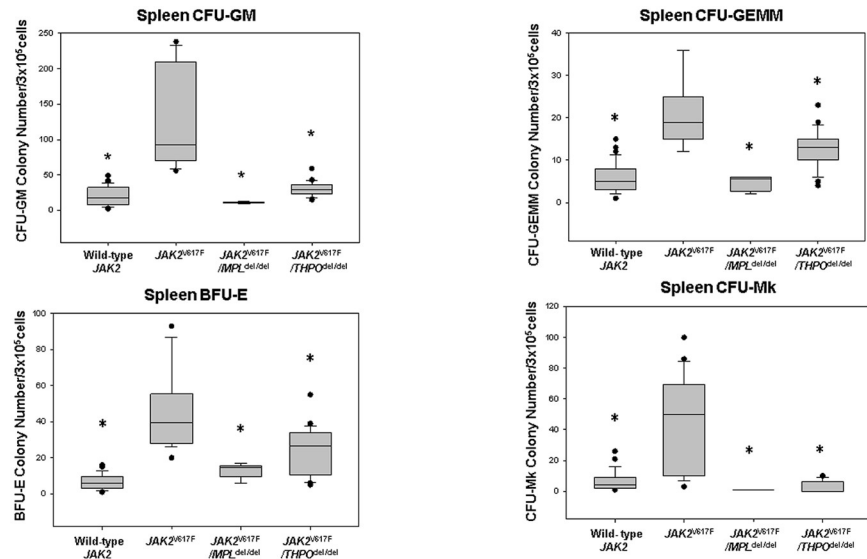 Spleen CFU-GM
CFU-GM Colony Number/3x10⁵cells
250
200
150
100
50
0
*
*
*
Wild-type JAK2ⱽ⁶¹⁷ᶠ JAK2ⱽ⁶¹⁷ᶠ JAK2ⱽ⁶¹⁷ᶠ
JAK2 /MPLᵈᵉˡ/ᵈᵉˡ /THPOᵈᵉˡ/ᵈᵉˡ
Spleen CFU-GEMM
CFU-GEMM Colony Number/3x10⁵cells
40
30
20
10
0
*
*
*
Wild-type JAK2ⱽ⁶¹⁷ᶠ JAK2ⱽ⁶¹⁷ᶠ JAK2ⱽ⁶¹⁷ᶠ
JAK2 /MPLᵈᵉˡ/ᵈᵉˡ /THPOᵈᵉˡ/ᵈᵉˡ
Spleen BFU-E
BFU-E Colony Number/3x10⁵cells
100
80
60
40
20
0
*
*
*
Wild-type JAK2ⱽ⁶¹⁷ᶠ JAK2ⱽ⁶¹⁷ᶠ JAK2ⱽ⁶¹⁷ᶠ
JAK2 /MPLᵈᵉˡ/ᵈᵉˡ /THPOᵈᵉˡ/ᵈᵉˡ
Spleen CFU-Mk
CFU-Mk Colony Number/3x10⁵cells
120
100
80
60
40
20
0
*
*
*
Wild-type JAK2ⱽ⁶¹⁷ᶠ JAK2ⱽ⁶¹⁷ᶠ JAK2ⱽ⁶¹⁷ᶠ
JAK2 /MPLᵈᵉˡ/ᵈᵉˡ /THPOᵈᵉˡ/ᵈᵉˡ